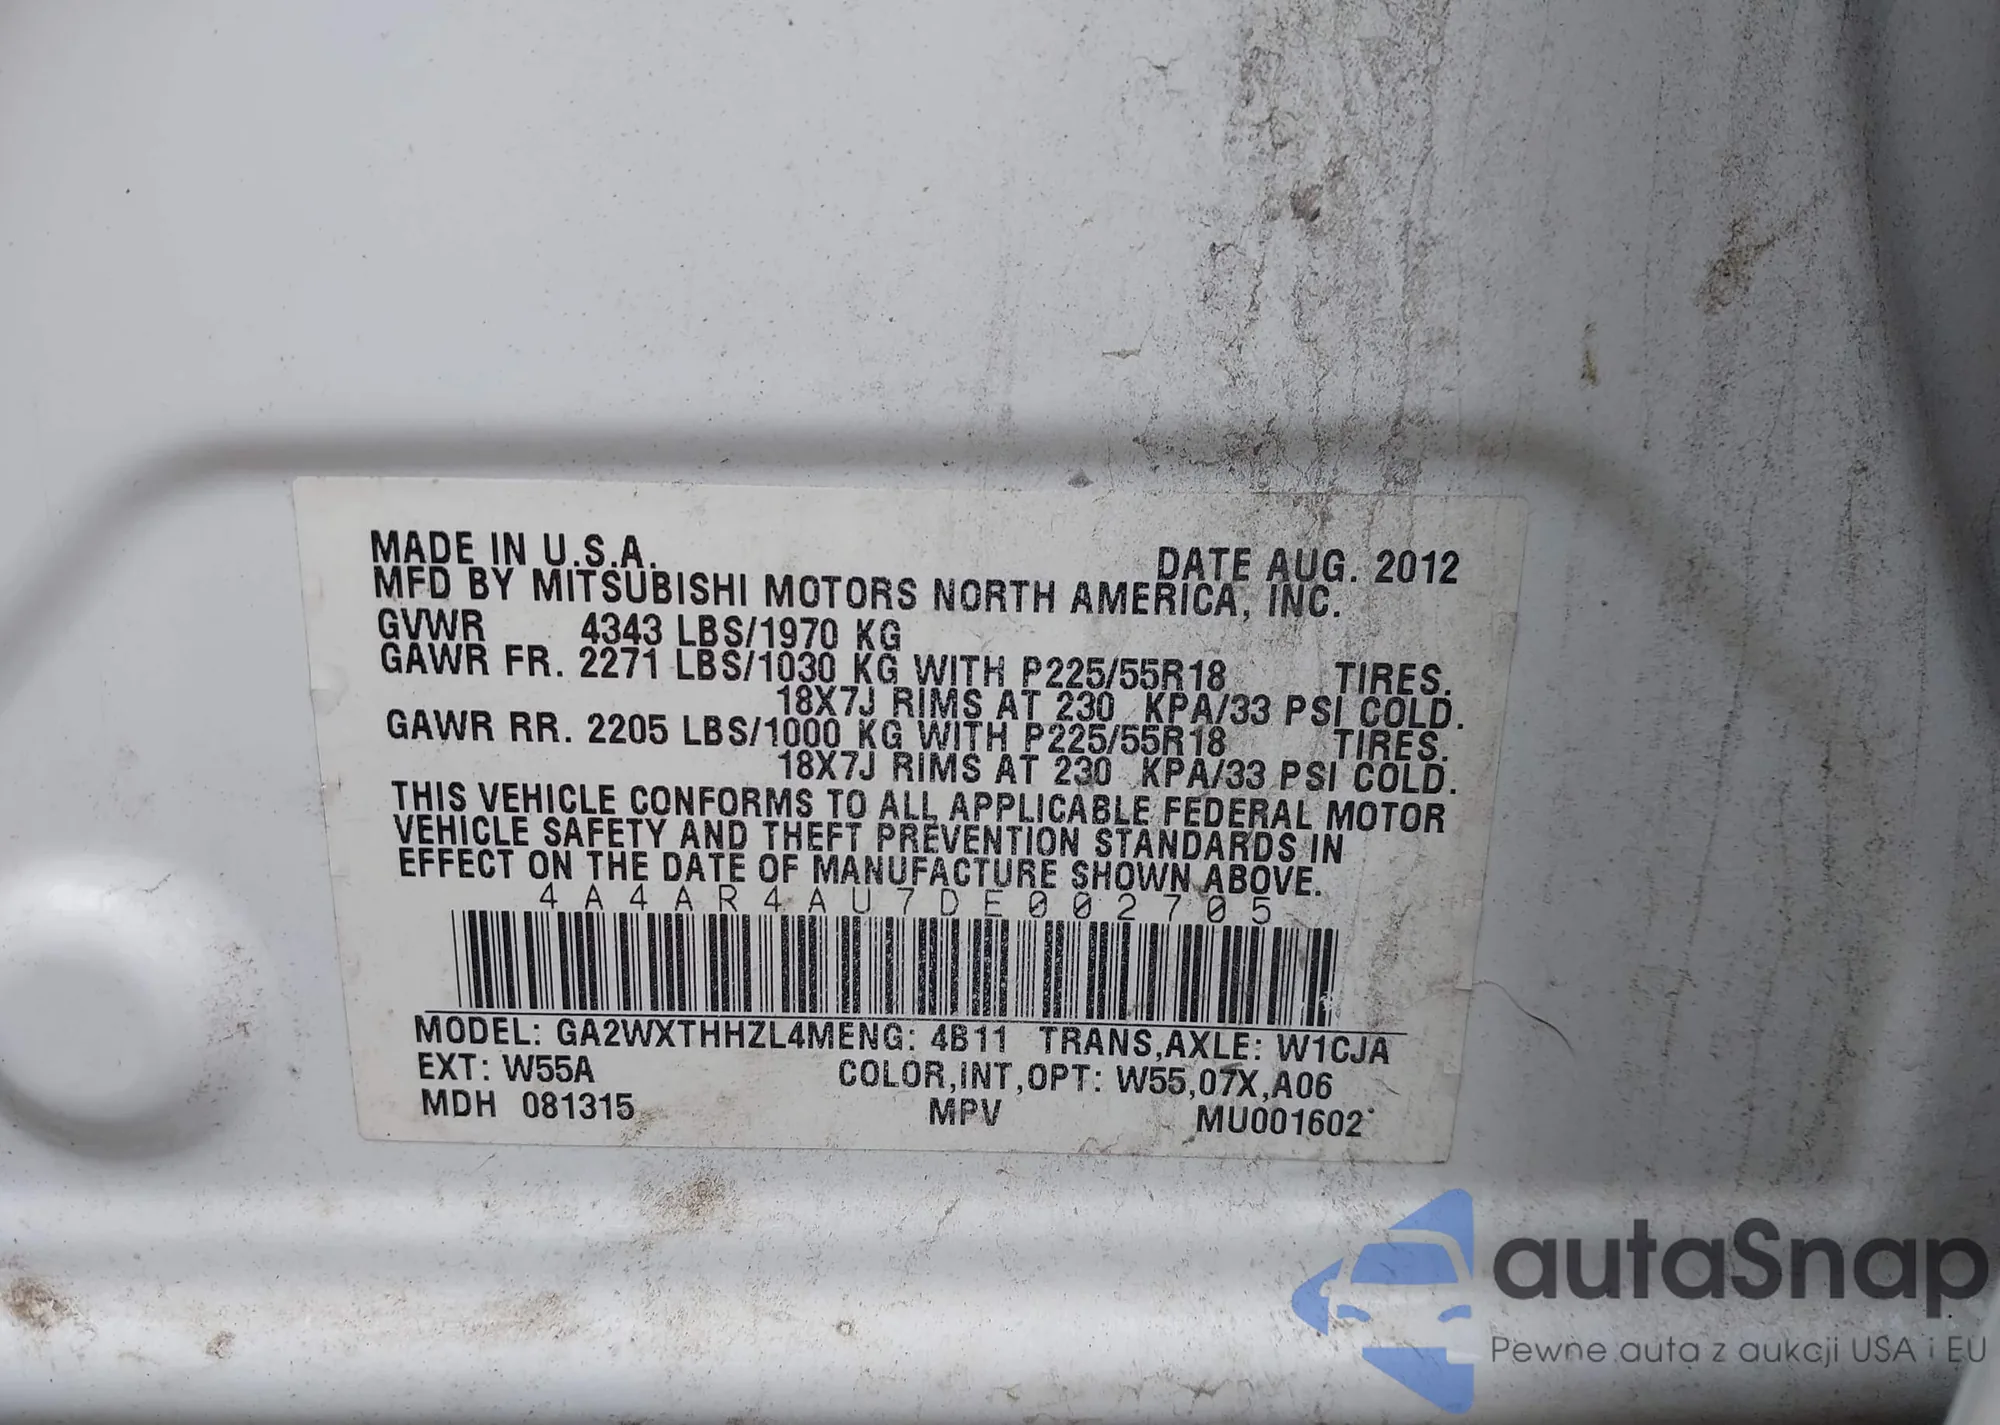 MADE IN U.S.A. DATE AUG. 2012
MFD BY MITSUBISHI MOTORS NORTH AMERICA, INC.
GVWR 4343 LBS/1970 KG
GAWR FR. 2271 LBS/1030 KG WITH P225/55R18 TIRES.
18X7J RIMS AT 230 KPA/33 PSI COLD.
GAWR RR. 2205 LBS/1000 KG WITH P225/55R18 TIRES.
18X7J RIMS AT 230 KPA/33 PSI COLD.
THIS VEHICLE CONFORMS TO ALL APPLICABLE FEDERAL MOTOR
VEHICLE SAFETY AND THEFT PREVENTION STANDARDS IN
EFFECT ON THE DATE OF MANUFACTURE SHOWN ABOVE.
4A4AR4AU7DE002705
MODEL: GA2WXTHHZL4MENG: 4B11 TRANS,AXLE: W1CJA
EXT: W55A COLOR,INT,OPT: W55,07X,A06
MDH 081315 MPV MU001602
autaSnap
Pewne auta z aukcji USA i EU